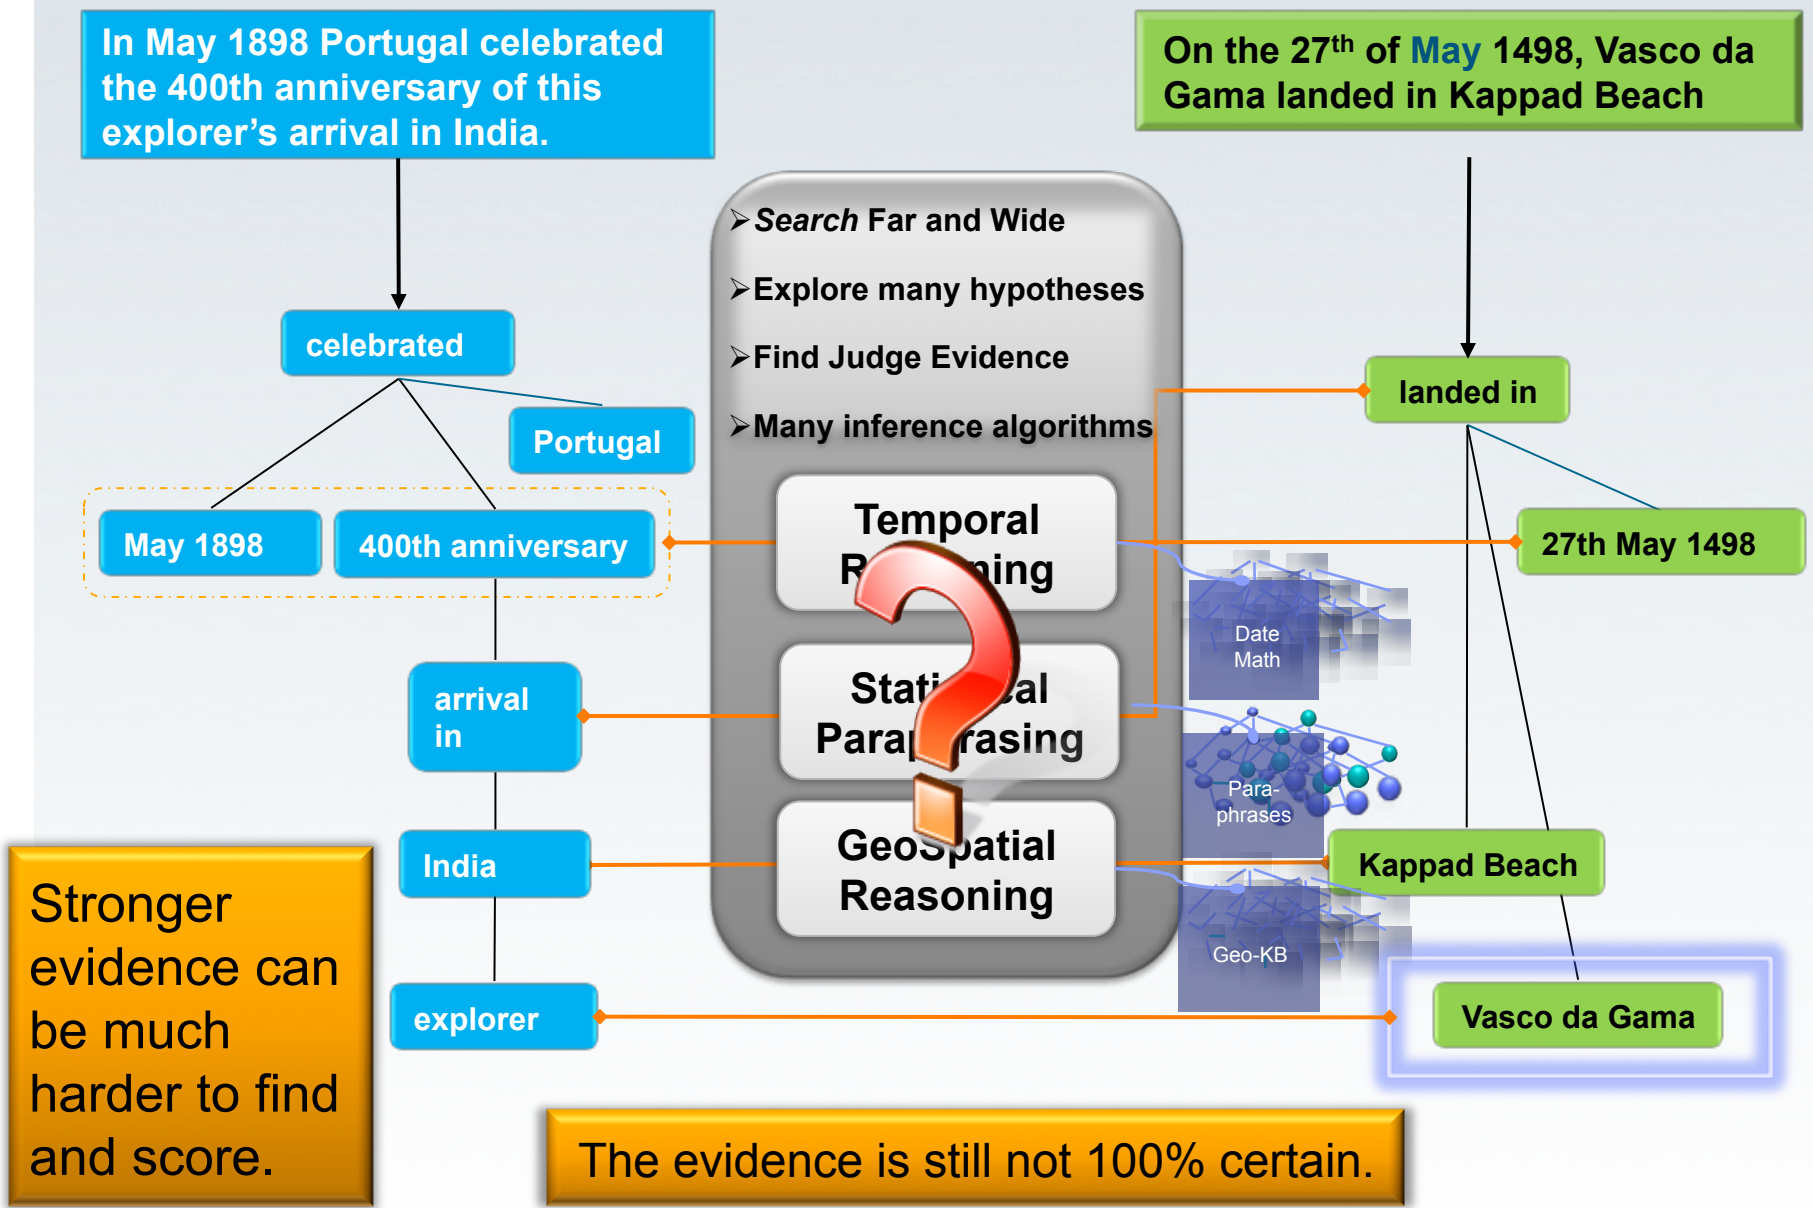 In May 1898 Portugal celebrated
the 400th anniversary of this
explorer's arrival in India.
On the 27th of May 1498, Vasco da
Gama landed in Kappad Beach
➢Search Far and Wide
➢Explore many hypotheses
➢Find Judge Evidence
➢Many inference algorithms
celebrated
Portugal
May 1898
400th anniversary
arrival
in
India
explorer
Temporal
Reasoning
Statistical
Paraphrasing
GeoSpatial
Reasoning
Date
Math
Para-
phrases
Geo-KB
landed in
27th May 1498
Kappad Beach
Vasco da Gama
Stronger
evidence can
be much
harder to find
and score.
The evidence is still not 100% certain.